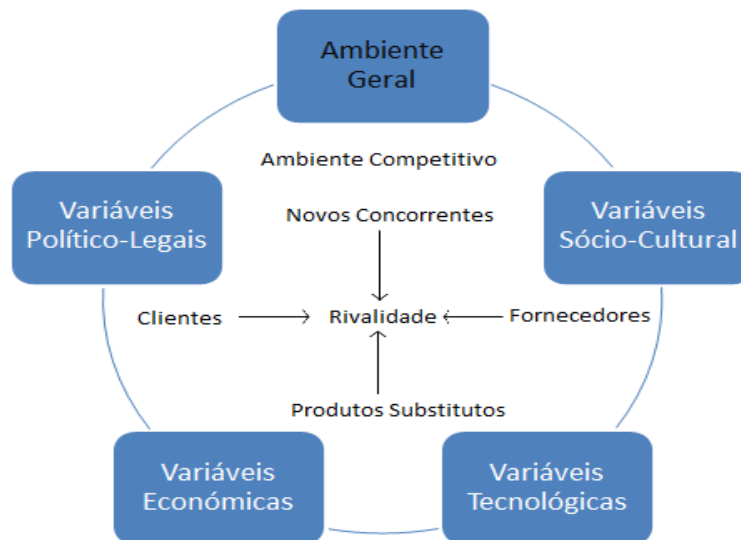 Ambiente
Geral
Ambiente Competitivo
Variáveis
Político-Legais
Novos Concorrentes
Variáveis
Sócio-Cultural
Clientes
Rivalidade
Fornecedores
Produtos Substitutos
Variáveis
Económicas
Variáveis
Tecnológicas